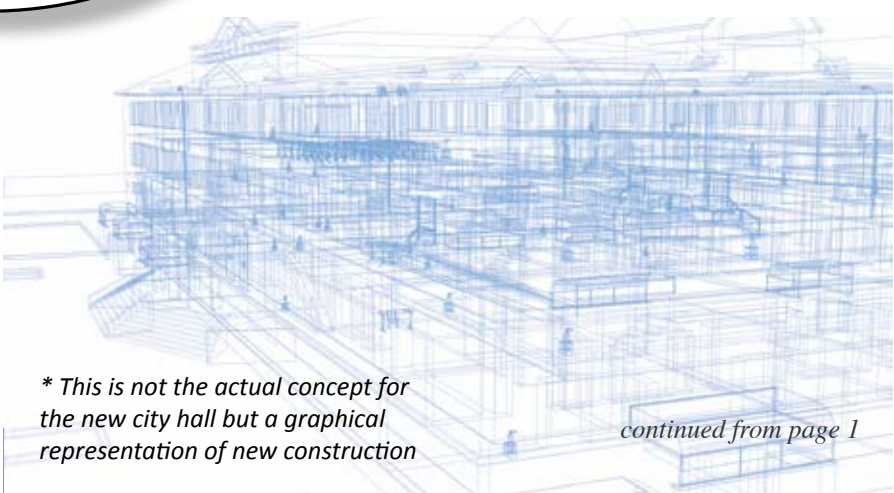 * This is not the actual concept for
the new city hall but a graphical
representation of new construction
continued from page 1